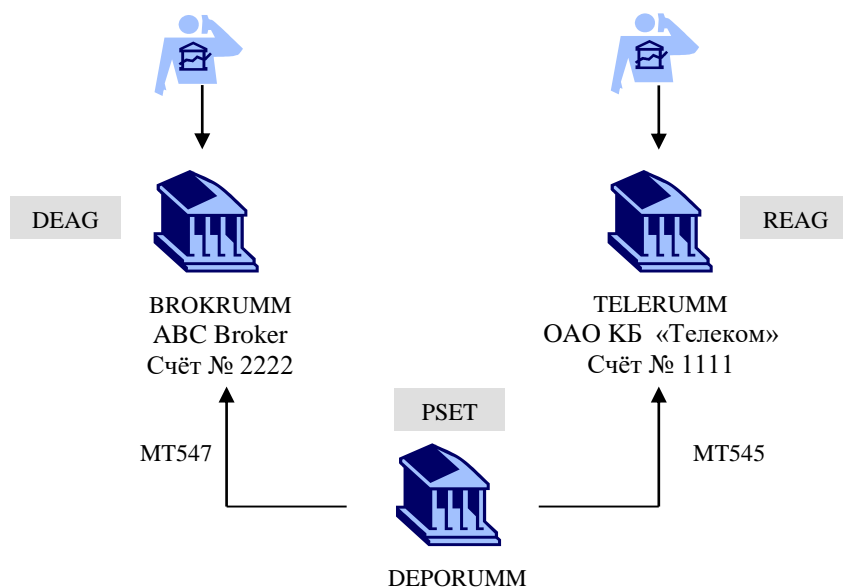 DEAG
REAG
BROKRUMM
ABC Broker
Счёт № 2222
TELERUMM
ОАО КБ «Телеком»
Счёт № 1111
PSET
MT547
MT545
DEPORUMM